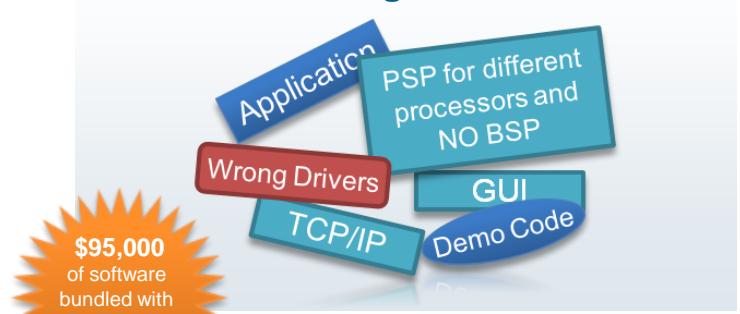 Application
PSP for different
processors and
NO BSP
Wrong Drivers
GUI
TCP/IP
Demo Code
$95,000
of software
bundled with